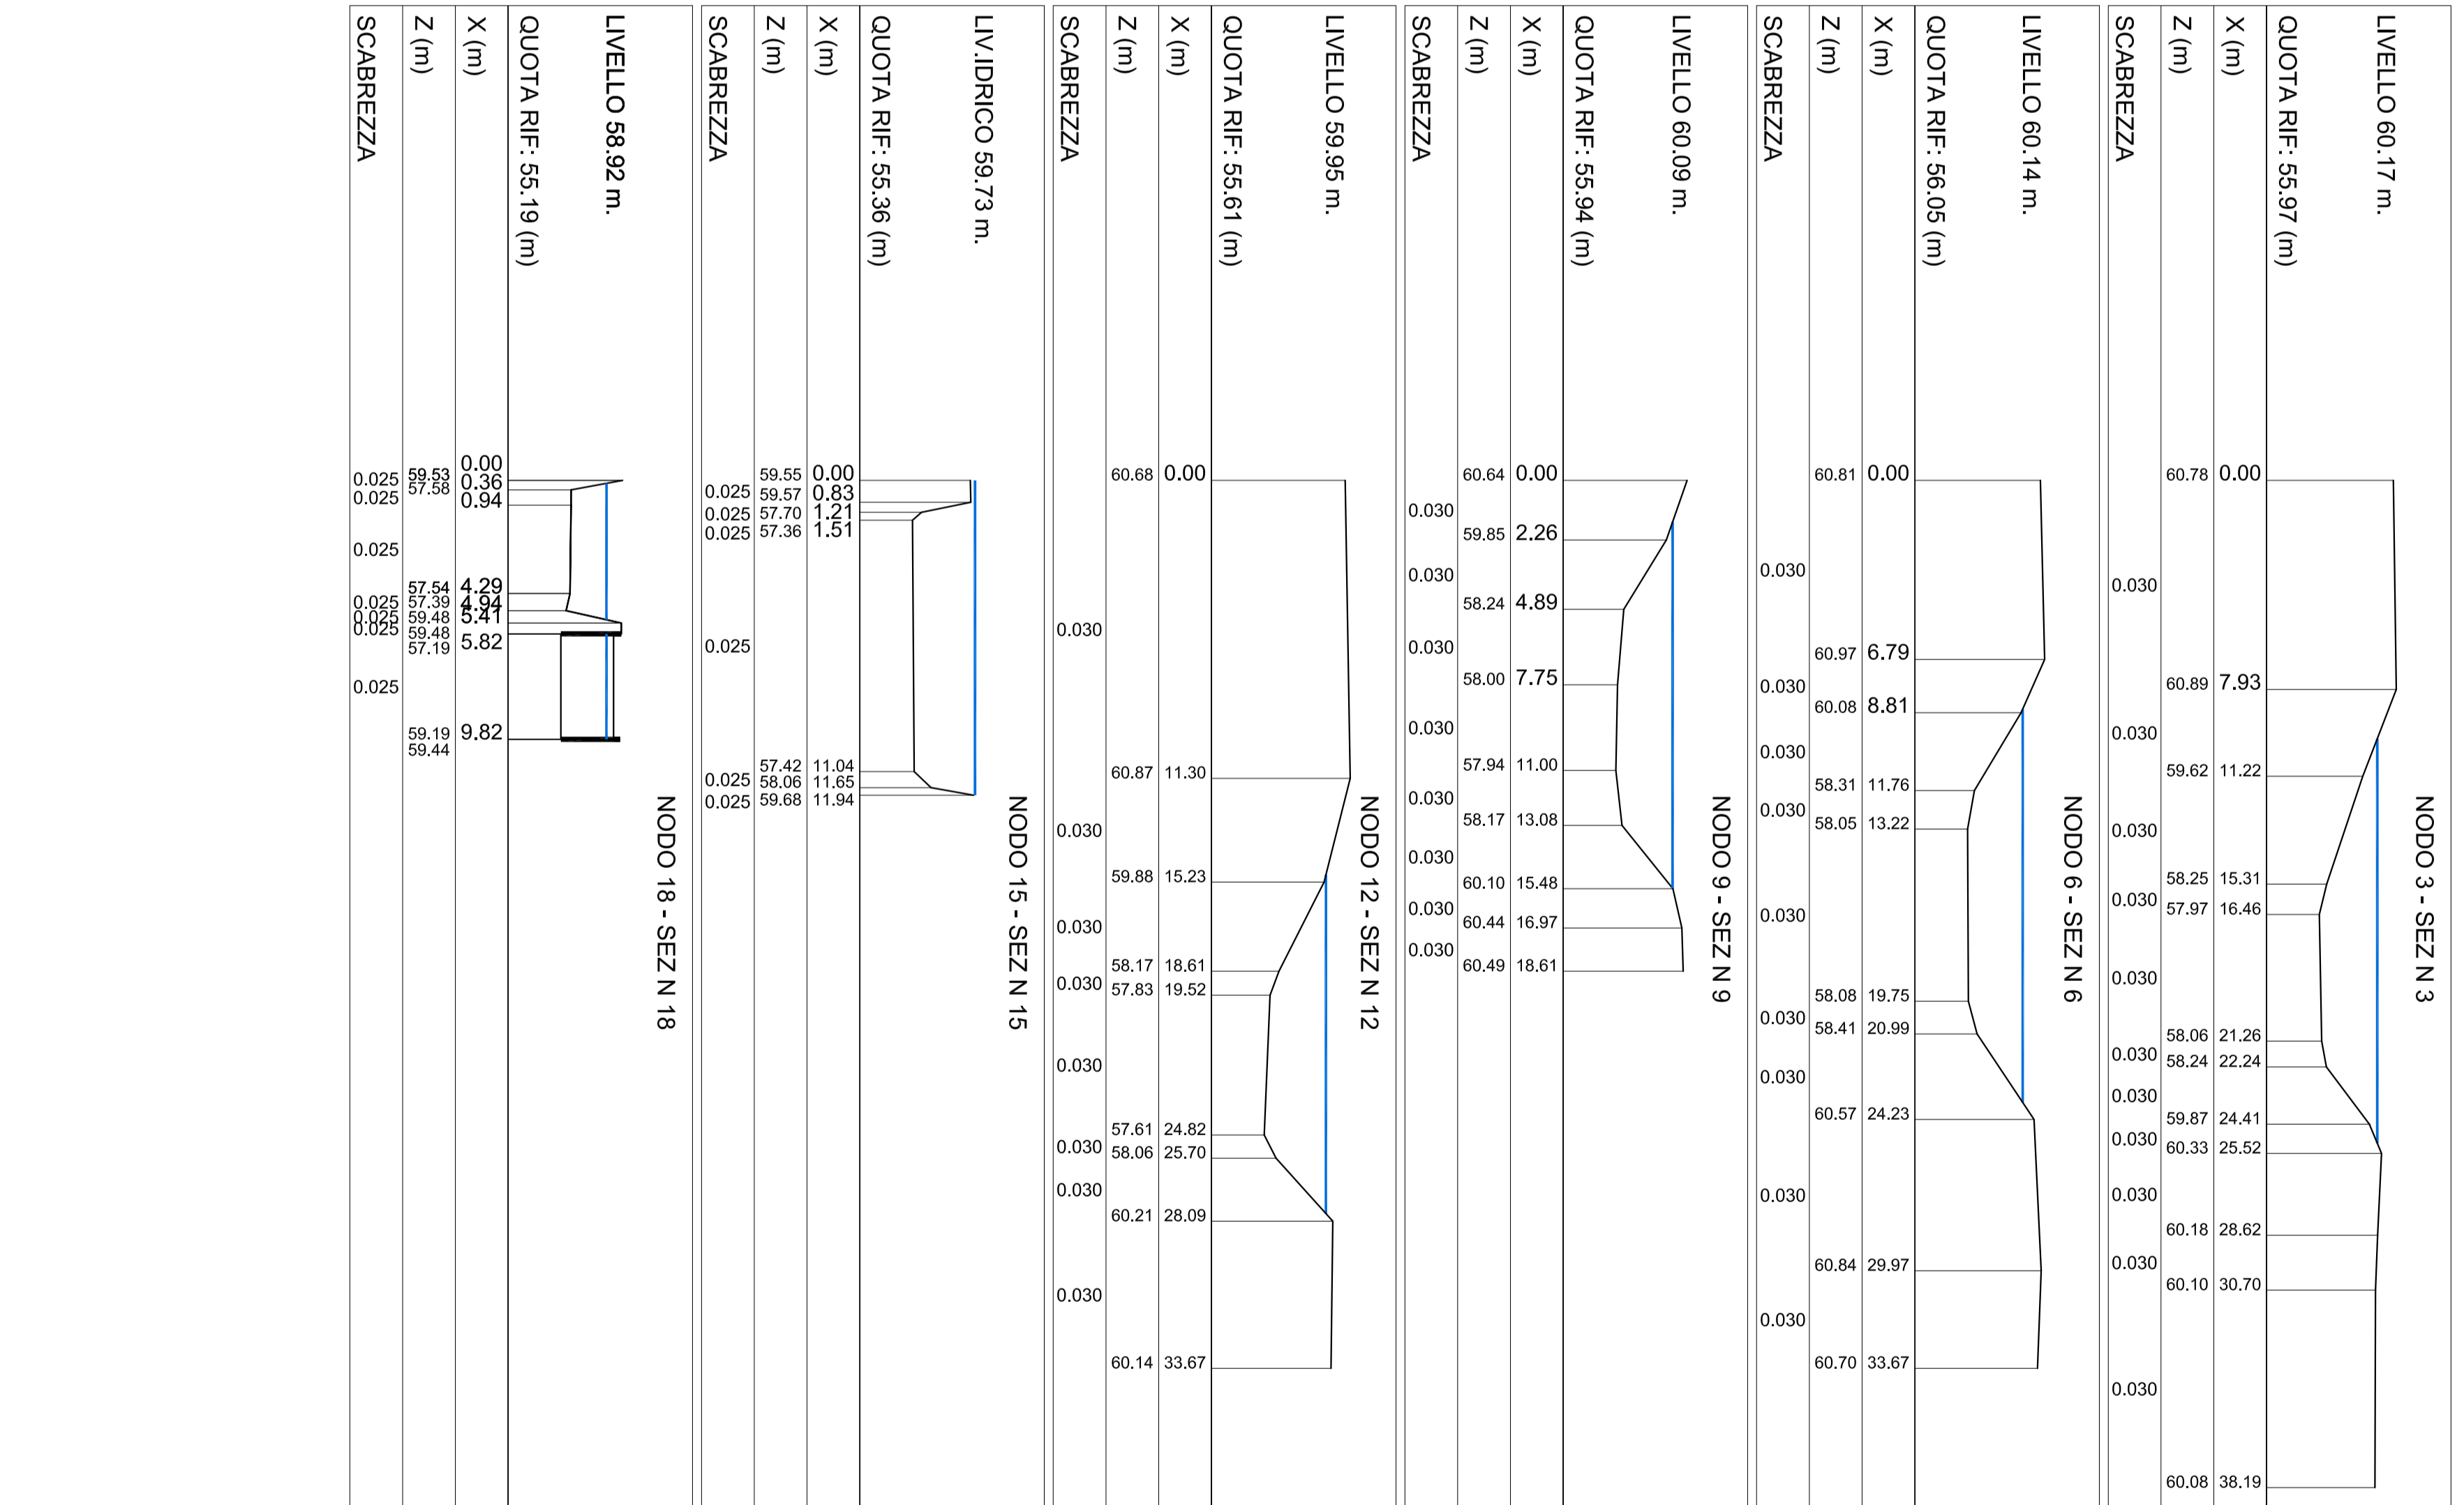 NODO 3 - SEZ N 3
LIVELLO 60.17 m.
QUOTA RIF: 55.97 (m)
X (m) 0.00 7.93 11.22 15.31 16.46 21.26 22.24 24.41 25.52 28.62 30.70 38.19
Z (m) 60.78 60.89 59.62 58.25 57.97 58.06 58.24 59.87 60.33 60.18 60.10 60.08
SCABREZZA 0.030 0.030 0.030 0.030 0.030 0.030 0.030 0.030 0.030 0.030 0.030
NODO 6 - SEZ N 6
LIVELLO 60.14 m.
QUOTA RIF: 56.05 (m)
X (m) 0.00 6.79 8.81 11.76 13.22 19.75 20.99 24.23 29.97 33.67
Z (m) 60.81 60.97 60.08 58.31 58.05 58.08 58.41 60.57 60.84 60.70
SCABREZZA 0.030 0.030 0.030 0.030 0.030 0.030 0.030 0.030 0.030
NODO 9 - SEZ N 9
LIVELLO 60.09 m.
QUOTA RIF: 55.94 (m)
X (m) 0.00 2.26 4.89 7.75 11.00 13.08 15.48 16.97 18.61
Z (m) 60.64 59.85 58.24 58.00 57.94 58.17 60.10 60.44 60.49
SCABREZZA 0.030 0.030 0.030 0.030 0.030 0.030 0.030 0.030
NODO 12 - SEZ N 12
LIVELLO 59.95 m.
QUOTA RIF: 55.61 (m)
X (m) 0.00 11.30 15.23 18.61 19.52 24.82 25.70 28.09 33.67
Z (m) 60.68 60.87 59.88 58.17 57.83 57.61 58.06 60.21 60.14
SCABREZZA 0.030 0.030 0.030 0.030 0.030 0.030 0.030 0.030
NODO 15 - SEZ N 15
LIV.IDRICO 59.73 m.
QUOTA RIF: 55.36 (m)
X (m) 0.00 0.83 1.21 1.51 11.04 11.65 11.94
Z (m) 59.55 59.57 57.70 57.36 57.42 58.06 59.68
SCABREZZA 0.025 0.025 0.025 0.025 0.025 0.025
NODO 18 - SEZ N 18
LIVELLO 58.92 m.
QUOTA RIF: 55.19 (m)
X (m) 0.00 0.36 0.94 4.29 4.94 5.41 5.82 9.82
Z (m) 59.53 57.58 57.54 57.39 59.48 59.48 57.19 59.19 59.44
SCABREZZA 0.025 0.025 0.025 0.025 0.025 0.025 0.025